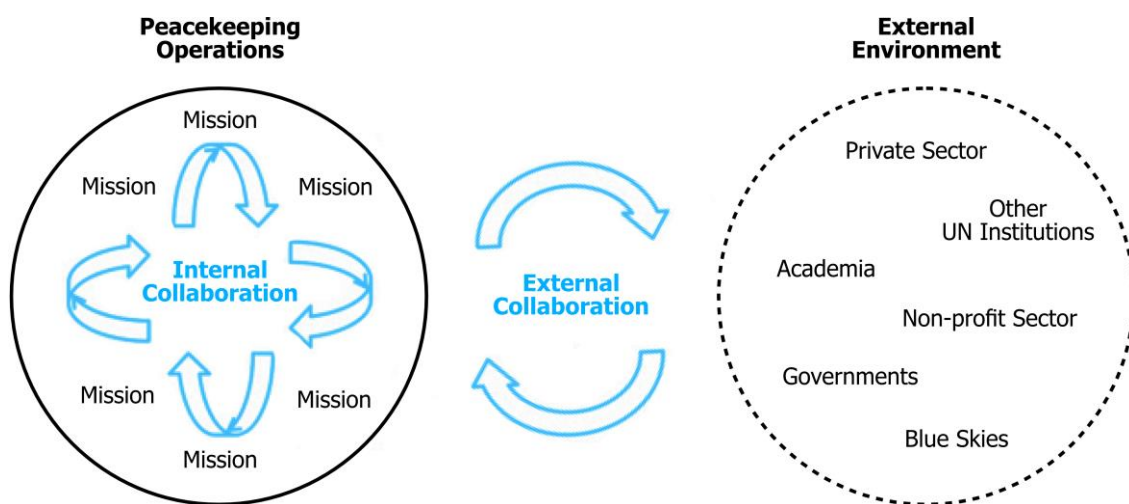 Peacekeeping
Operations
Mission
Mission
Mission
Internal
Collaboration
Mission
Mission
Mission
External
Collaboration
External
Environment
Private Sector
Other
UN Institutions
Academia
Non-profit Sector
Governments
Blue Skies